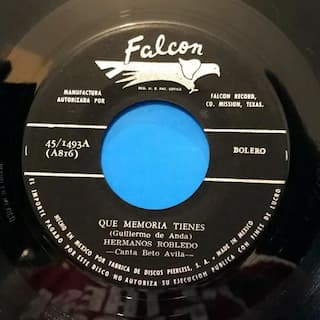 Falcon
REG. U. S. PAT. OFFICE
MANUFACTURA
AUTORIZADA POR
FALCON RECORD,
CO. MISSION, TEXAS.
45/1493A
(A816)
BOLERO
QUE MEMORIA TIENES
(Guillermo de Anda)
HERMANOS ROBLEDO
—Canta Beto Avila—
HECHO EN MEXICO POR FABRICA DE DISCOS PEERLESS, S. A. - MADE IN MEXICO
EL IMPORTE PAGADO POR ESTE DISCO NO AUTORIZA SU EJECUCION PUBLICA CON FINES DE LUCRO